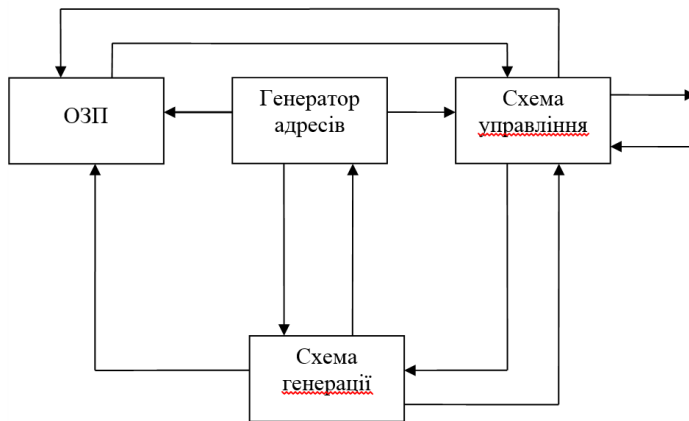 ОЗП
Генератор
адресів
Схема
управління
Схема
генерації